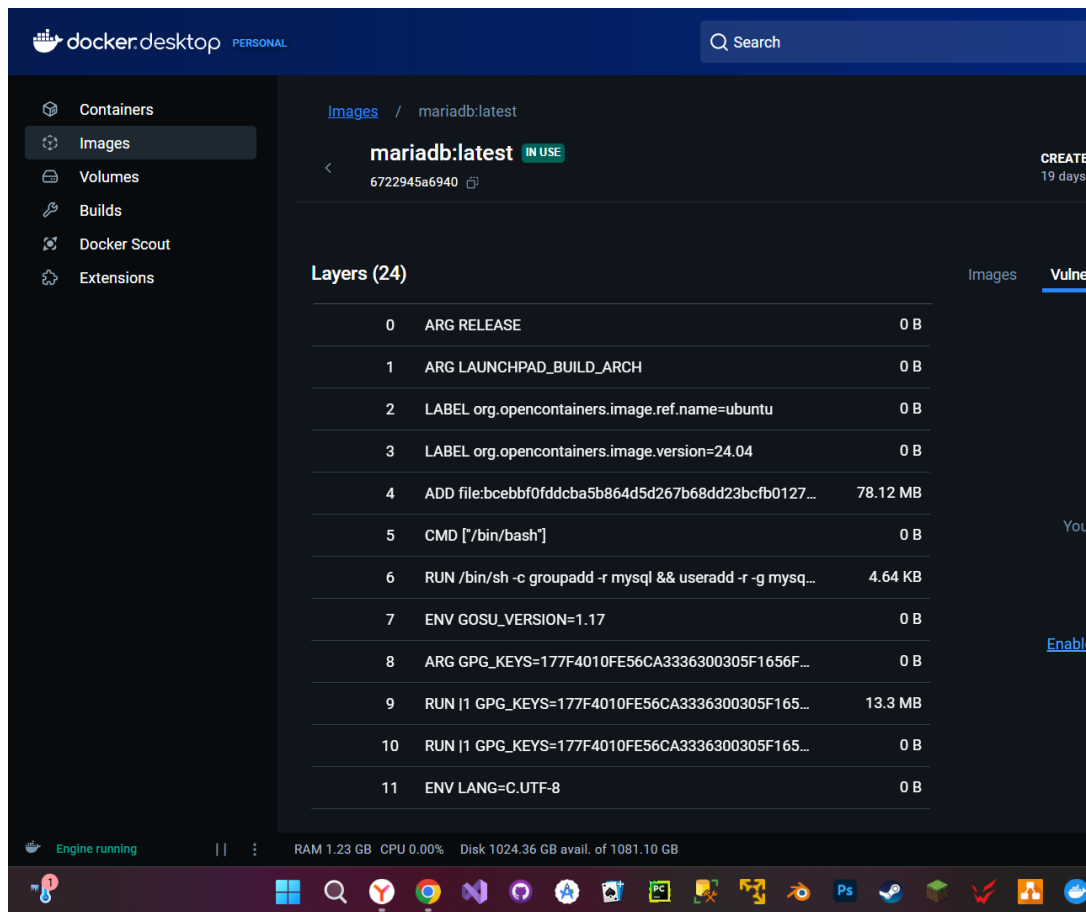 docker.desktop PERSONAL
Search
Containers
Images
Volumes
Builds
Docker Scout
Extensions
Images / mariadb:latest
mariadb:latest IN USE
6722945a6940
CREATE
19 days
Layers (24)
Images Vulne
0 ARG RELEASE 0 B
1 ARG LAUNCHPAD_BUILD_ARCH 0 B
2 LABEL org.opencontainers.image.ref.name=ubuntu 0 B
3 LABEL org.opencontainers.image.version=24.04 0 B
4 ADD file:bcebbf0fddcba5b864d5d267b68dd23bcfb0127... 78.12 MB
5 CMD ["/bin/bash"] 0 B
6 RUN /bin/sh -c groupadd -r mysql && useradd -r -g mysq... 4.64 KB
7 ENV GOSU_VERSION=1.17 0 B
You
8 ARG GPG_KEYS=177F4010FE56CA3336300305F1656F... 0 B
Enable
9 RUN |1 GPG_KEYS=177F4010FE56CA3336300305F165... 13.3 MB
10 RUN |1 GPG_KEYS=177F4010FE56CA3336300305F165... 0 B
11 ENV LANG=C.UTF-8 0 B
Engine running
RAM 1.23 GB CPU 0.00% Disk 1024.36 GB avail. of 1081.10 GB
1
PC
Ps